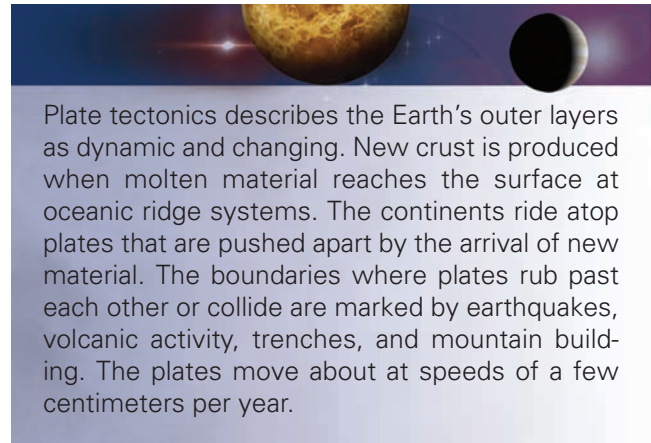 Plate tectonics describes the Earth’s outer layers
as dynamic and changing. New crust is produced
when molten material reaches the surface at
oceanic ridge systems. The continents ride atop
plates that are pushed apart by the arrival of new
material. The boundaries where plates rub past
each other or collide are marked by earthquakes,
volcanic activity, trenches, and mountain build-
ing. The plates move about at speeds of a few
centimeters per year.